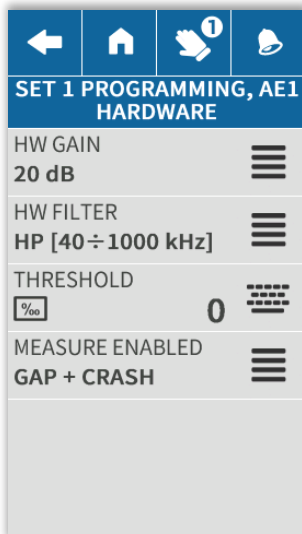 1
SET 1 PROGRAMMING, AE1
HARDWARE
HW GAIN
20 dB
HW FILTER
HP [40÷1000 kHz]
THRESHOLD
‰ 0
MEASURE ENABLED
GAP + CRASH